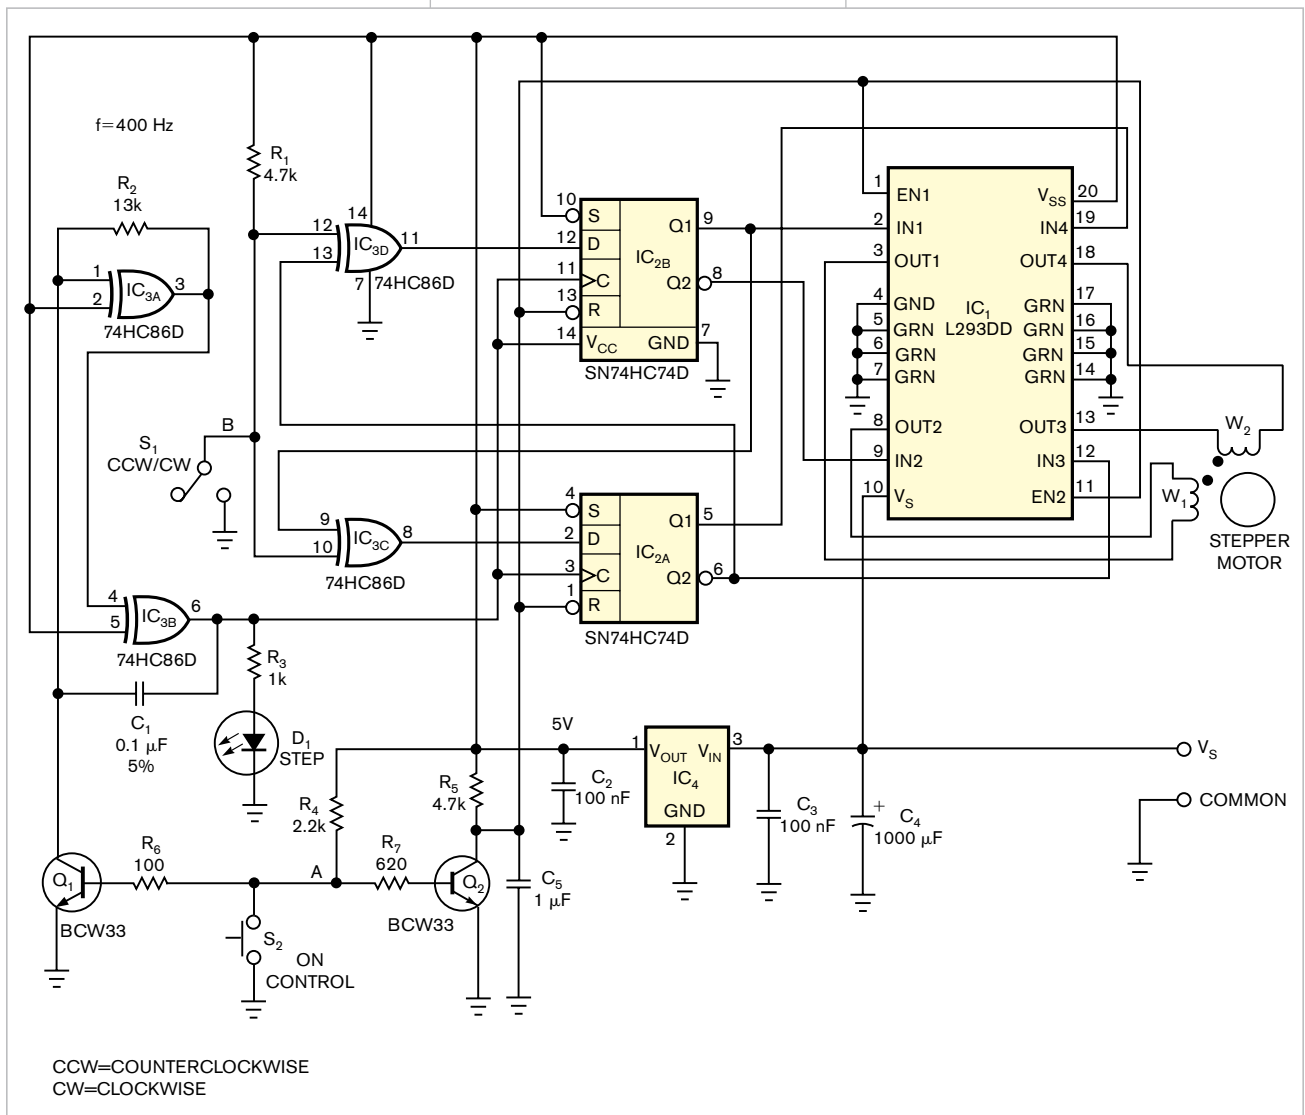 f=400 Hz
R2
13k
1
2
3
IC3A
74HC86D
R1
4.7k
12
13
14
IC3D
11
7
74HC86D
10
S
12
D
11
C
13
R
14
VCC
Q1
9
IC2B
Q2
8
GND
7
SN74HC74D
1
EN1
2
IN1
3
OUT1
4
GND
5
GRN
6
GRN
7
GRN
8
OUT2
9
IN2
10
VS
IC1
L293DD
VSS
20
IN4
19
OUT4
18
GRN
17
GRN
16
GRN
15
GRN
14
OUT3
13
IN3
12
EN2
11
W2
W1
STEPPER
MOTOR
B
S1
CCW/CW
9
10
IC3C
8
74HC86D
4
S
2
D
3
C
1
R
Q1
5
IC2A
Q2
6
SN74HC74D
4
5
IC3B
6
74HC86D
R3
1k
C1
0.1 µF
5%
D1
STEP
R4
2.2k
R5
4.7k
5V
C2
100 nF
1
VOUT
VIN
3
IC4
GND
2
C3
100 nF
+
C4
1000 µF
VS
COMMON
Q1
BCW33
R6
100
A
R7
620
Q2
BCW33
C5
1 µF
S2
ON
CONTROL
CCW=COUNTERCLOCKWISE
CW=CLOCKWISE